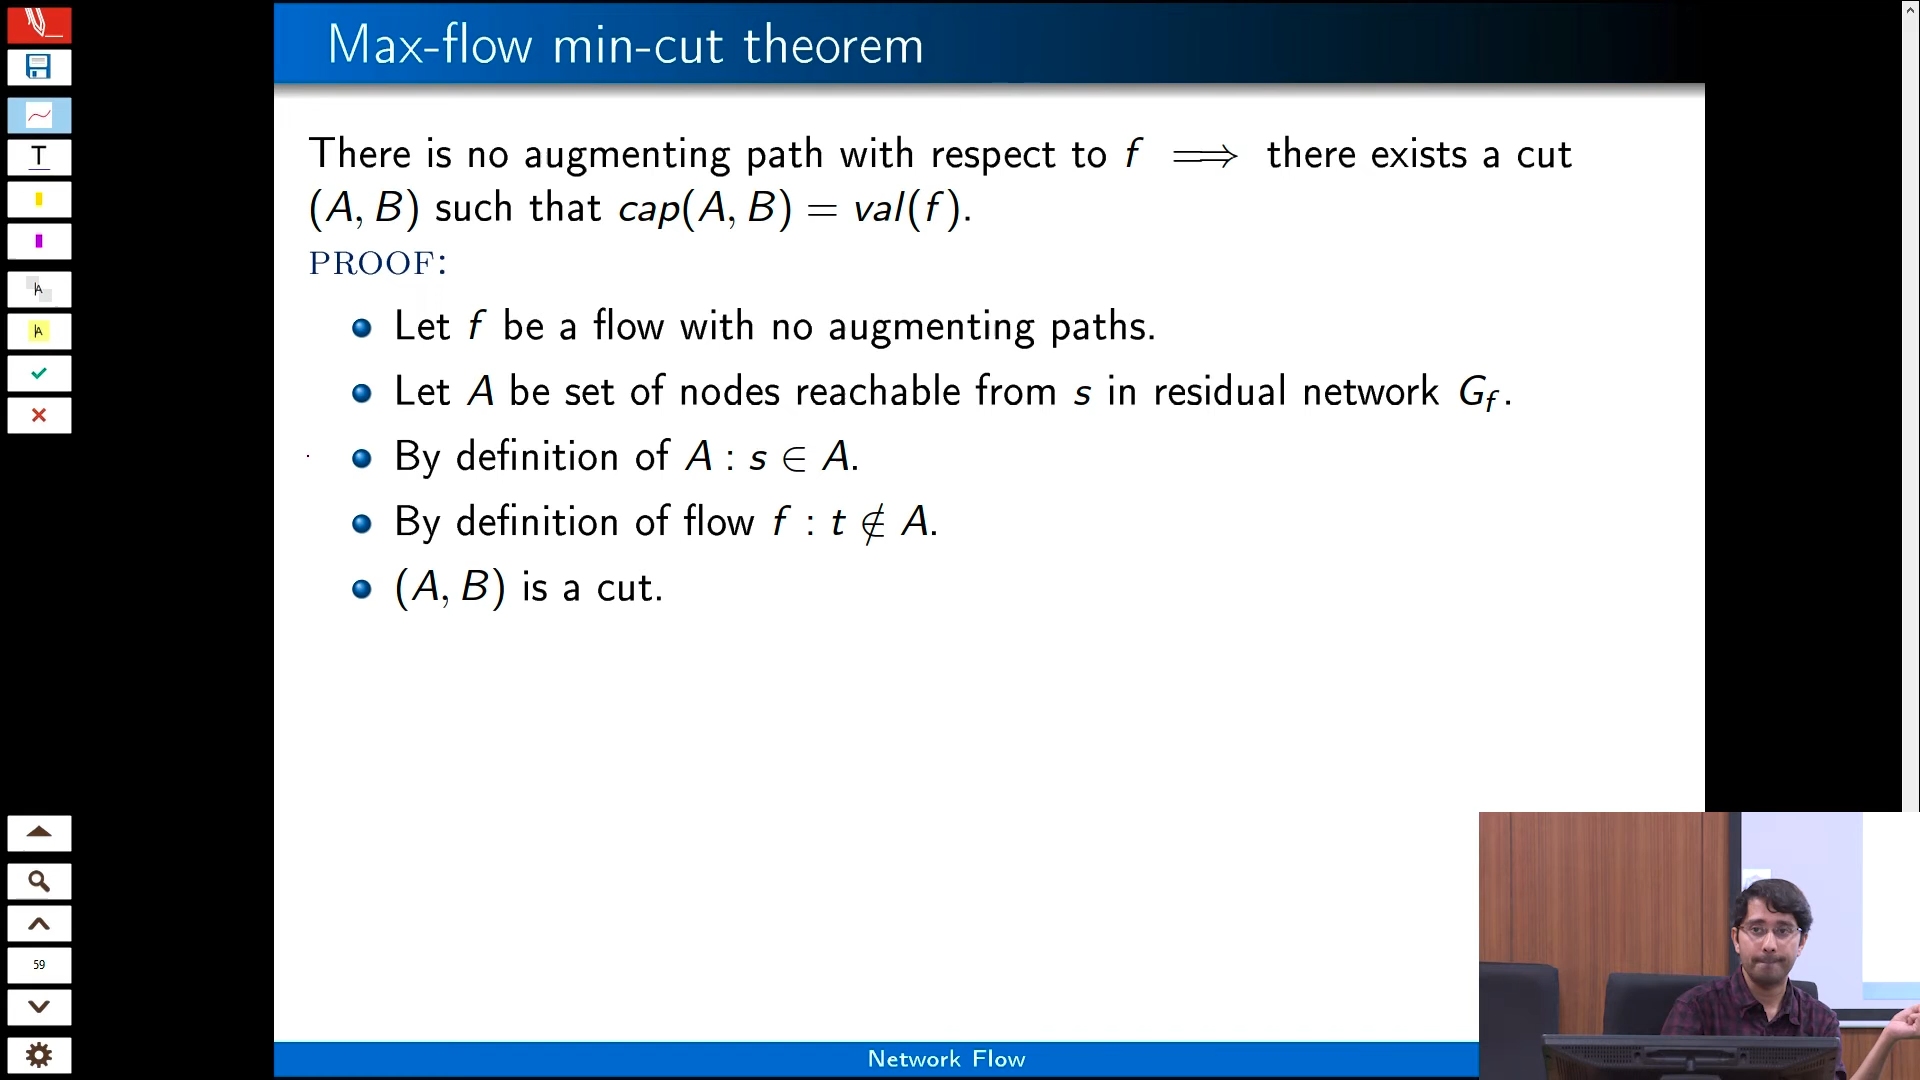 Max-flow min-cut theorem
There is no augmenting path with respect to f ⟹ there exists a cut
(A, B) such that cap(A, B) = val(f).
PROOF:
Let f be a flow with no augmenting paths.
Let A be set of nodes reachable from s in residual network G_f.
By definition of A : s ∈ A.
By definition of flow f : t ∉ A.
(A, B) is a cut.
Network Flow
T
A
A
59